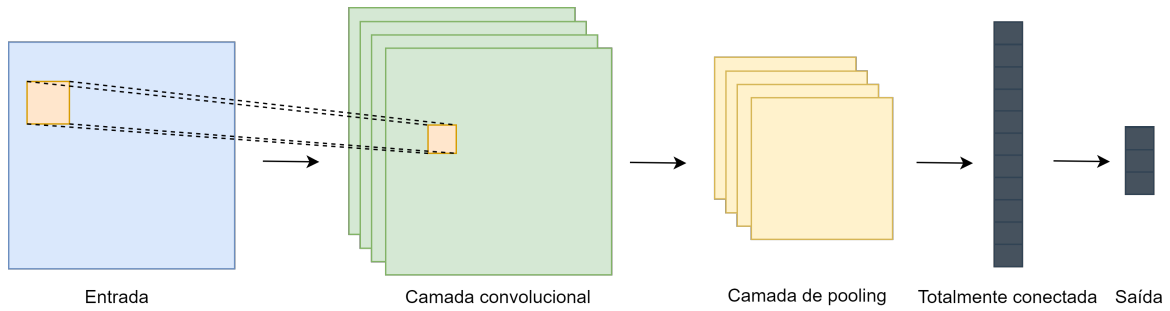 Entrada
Camada convolucional
Camada de pooling
Totalmente conectada
Saída